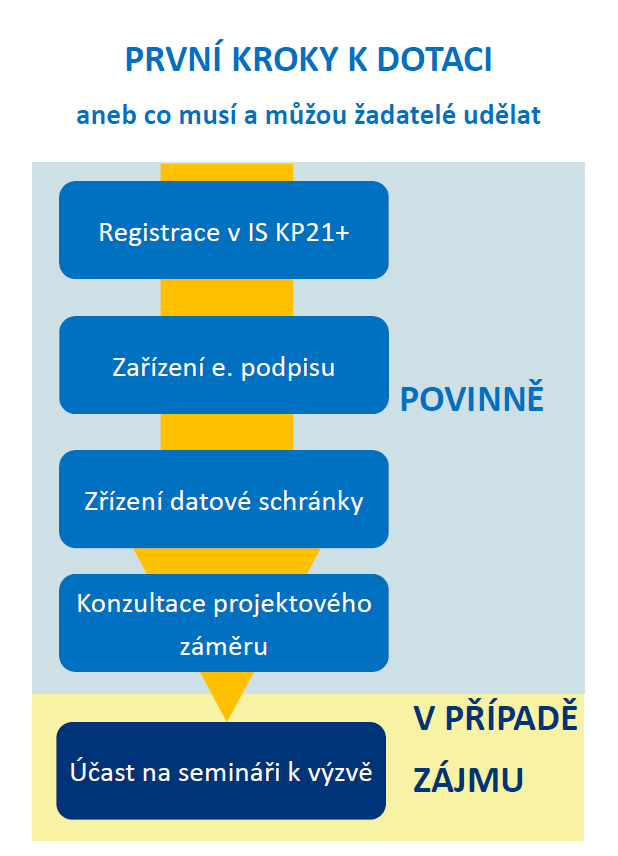 PRVNÍ KROKY K DOTACI
aneb co musí a můžou žadatelé udělat
Registrace v IS KP21+
Zařízení e. podpisu
POVINNĚ
Zřízení datové schránky
Konzultace projektového
záměru
V PŘÍPADĚ
ZÁJMU
Účast na semináři k výzvě